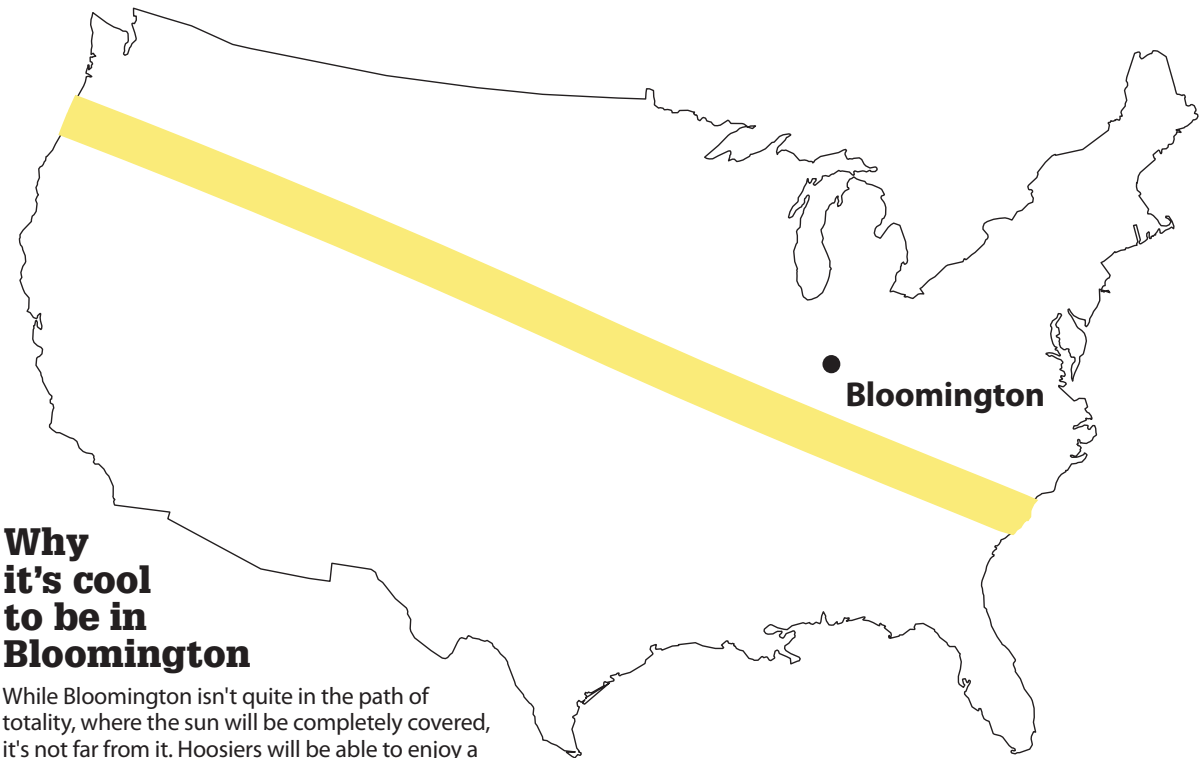 Bloomington
Why
it’s cool
to be in
Bloomington
While Bloomington isn't quite in the path of
totality, where the sun will be completely covered,
it's not far from it. Hoosiers will be able to enjoy a